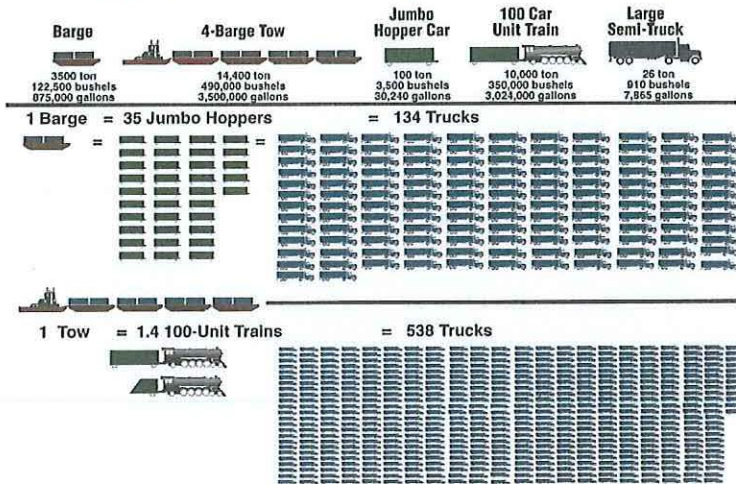 Barge
4-Barge Tow
Jumbo
Hopper Car
100 Car
Unit Train
Large
Semi-Truck
3500 ton
122,500 bushels
875,000 gallons
14,400 ton
490,000 bushels
3,500,000 gallons
100 ton
3,500 bushels
30,240 gallons
10,000 ton
350,000 bushels
3,024,000 gallons
26 ton
910 bushels
7,865 gallons
1 Barge = 35 Jumbo Hoppers = 134 Trucks
= =
1 Tow = 1.4 100-Unit Trains = 538 Trucks